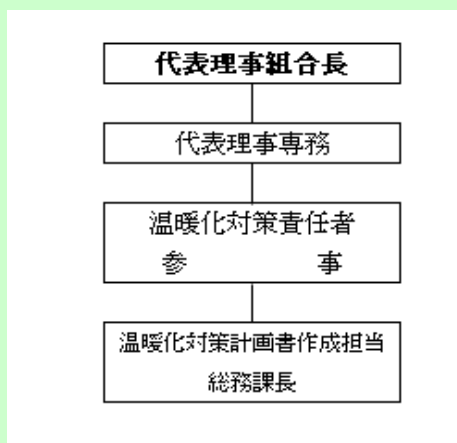 代表理事組合長
代表理事専務
温暖化対策責任者
参　　　　事
温暖化対策計画書作成担当
総務課長